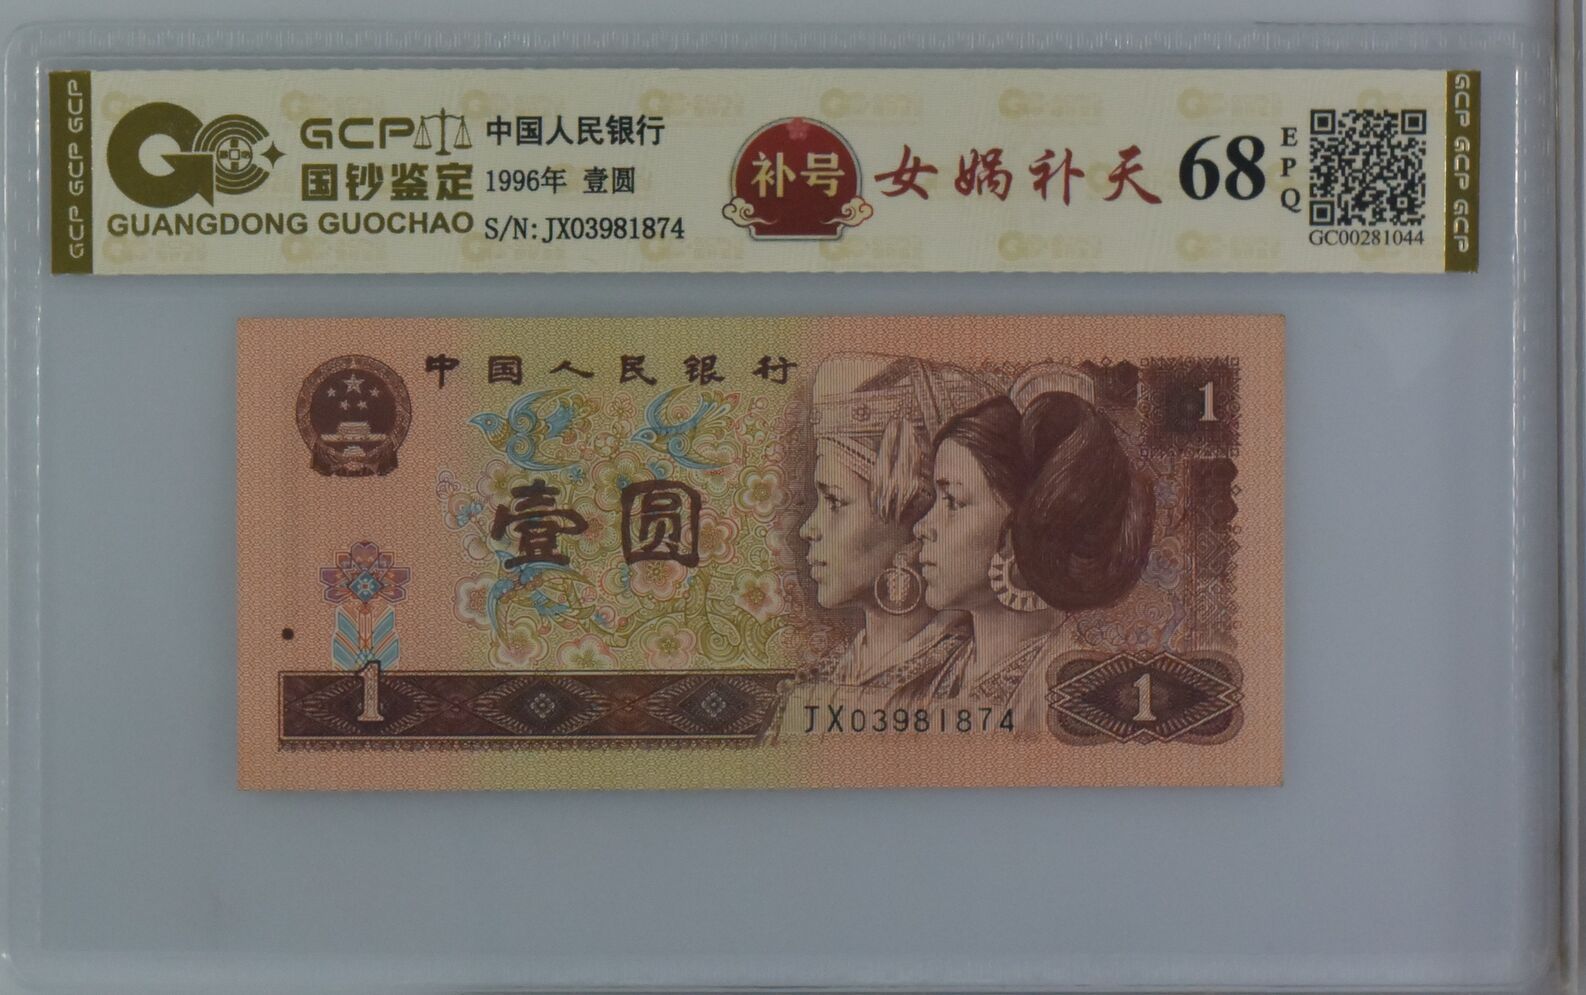 GCP GCP GCP
GCP
国钞鉴定
GUANGDONG GUOCHAO
中国人民银行
1996年 壹圆
S/N: JX03981874
补号
女娲补天
68
EPQ
GC00281044
GCP GCP GCP
中国人民银行
1
壹圆
1
JX03981874
1